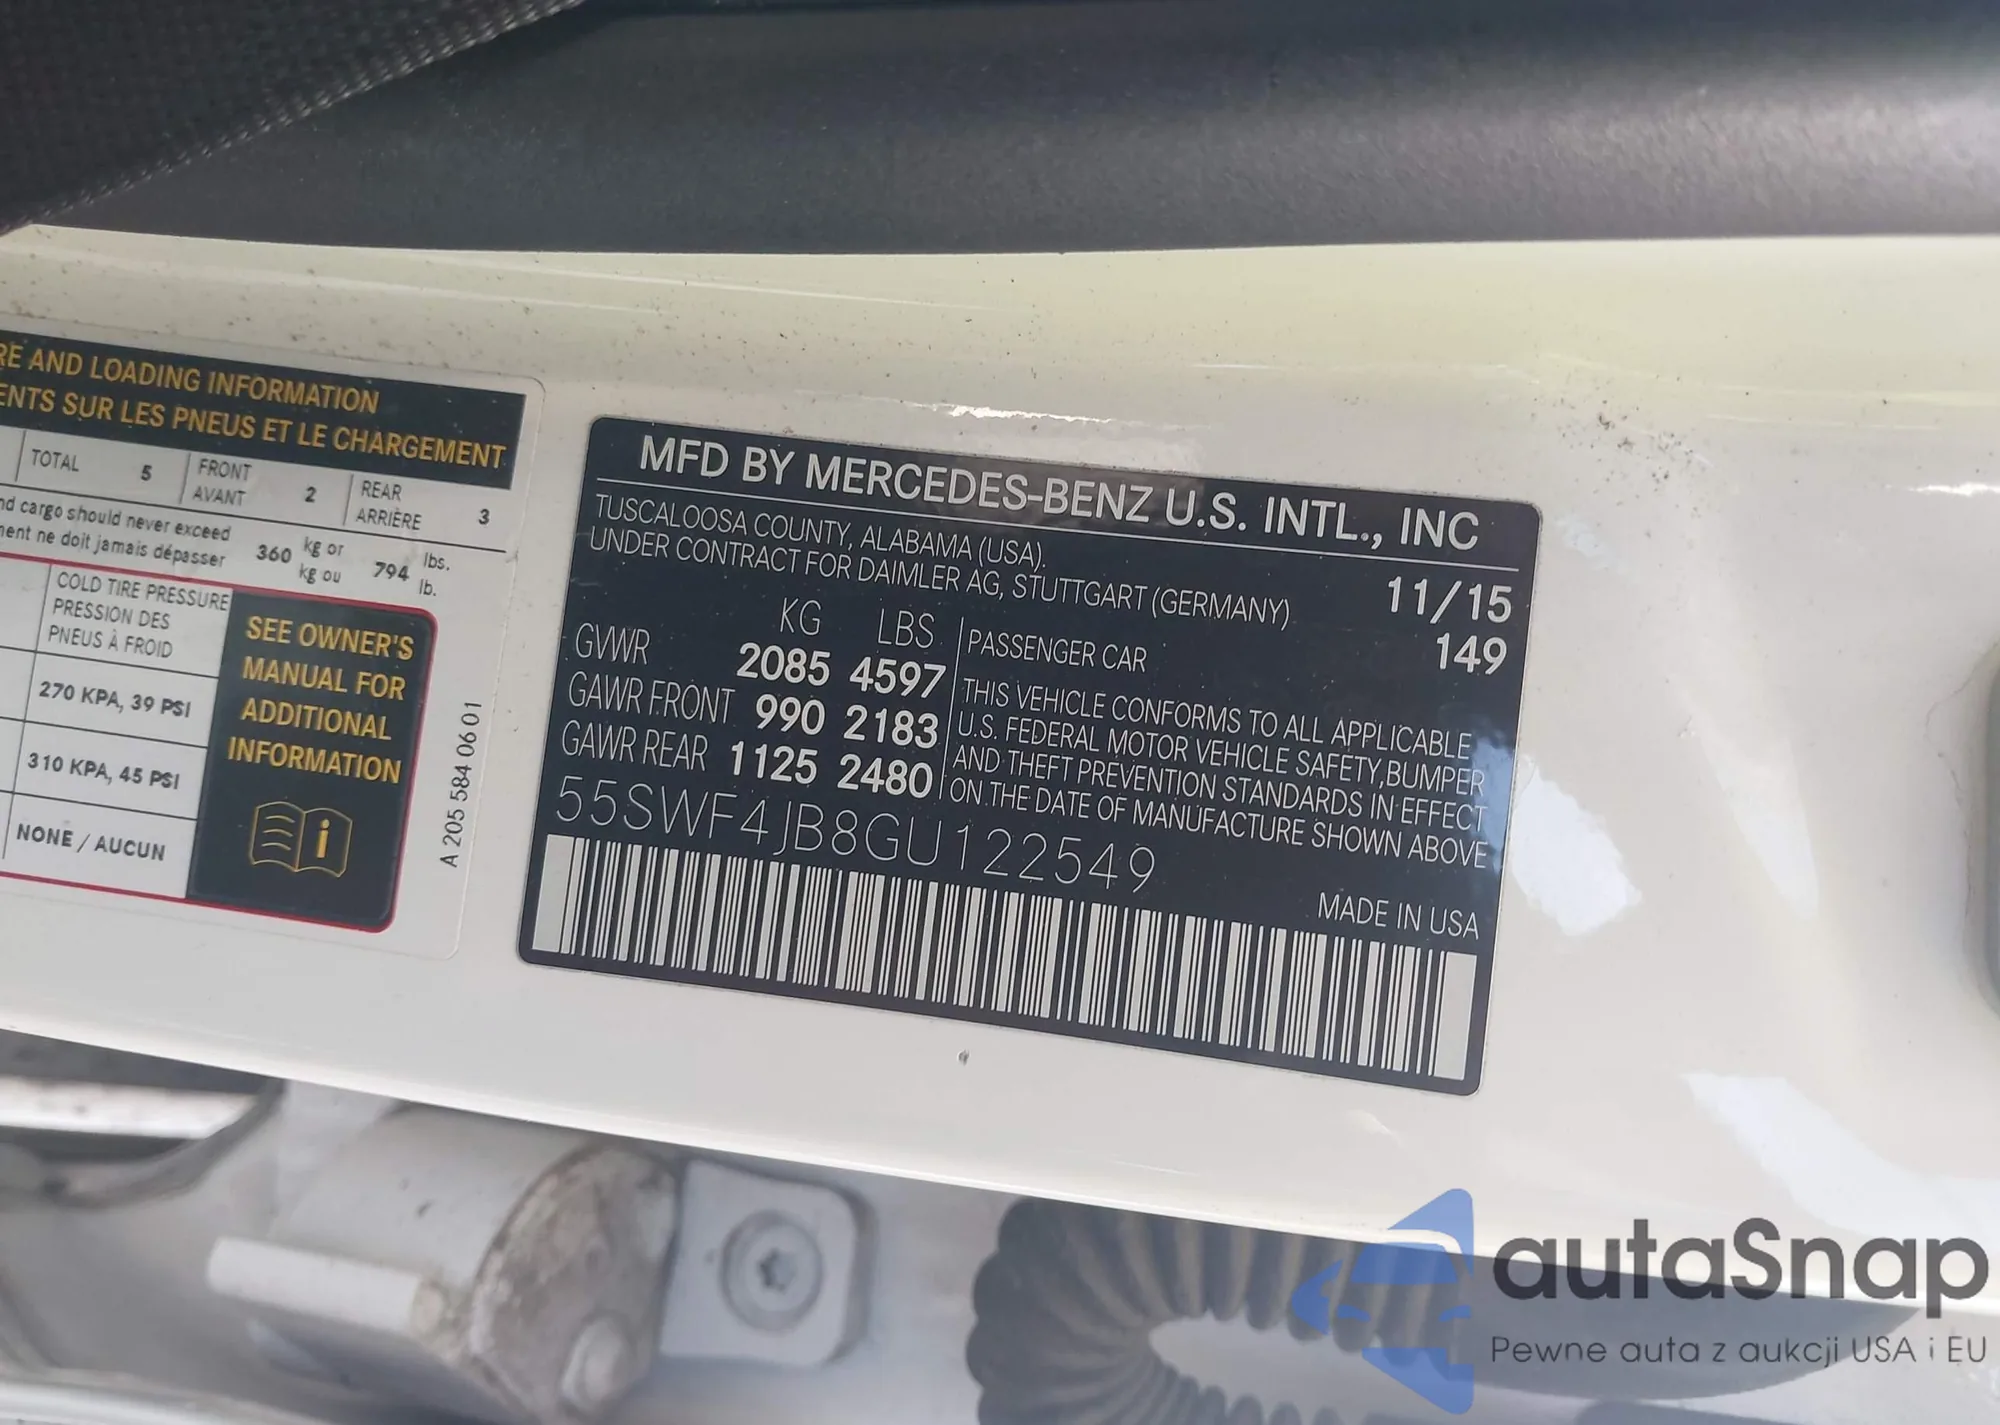 RE AND LOADING INFORMATION
ENTS SUR LES PNEUS ET LE CHARGEMENT
TOTAL 5 FRONT AVANT 2 REAR ARRIÈRE 3
nd cargo should never exceed
ment ne doit jamais dépasser
360 kg or kg ou 794 lbs. lb.
COLD TIRE PRESSURE
PRESSION DES
PNEUS À FROID
270 KPA, 39 PSI
310 KPA, 45 PSI
NONE / AUCUN
SEE OWNER'S
MANUAL FOR
ADDITIONAL
INFORMATION
i
A 205 584 06 01
MFD BY MERCEDES-BENZ U.S. INTL., INC
TUSCALOOSA COUNTY, ALABAMA (USA).
UNDER CONTRACT FOR DAIMLER AG, STUTTGART (GERMANY)
11/15
149
KG LBS
GVWR 2085 4597
GAWR FRONT 990 2183
GAWR REAR 1125 2480
PASSENGER CAR
THIS VEHICLE CONFORMS TO ALL APPLICABLE
U.S. FEDERAL MOTOR VEHICLE SAFETY, BUMPER
AND THEFT PREVENTION STANDARDS IN EFFECT
ON THE DATE OF MANUFACTURE SHOWN ABOVE
55SWF4JB8GU122549
MADE IN USA
autaSnap
Pewne auta z aukcji USA i EU